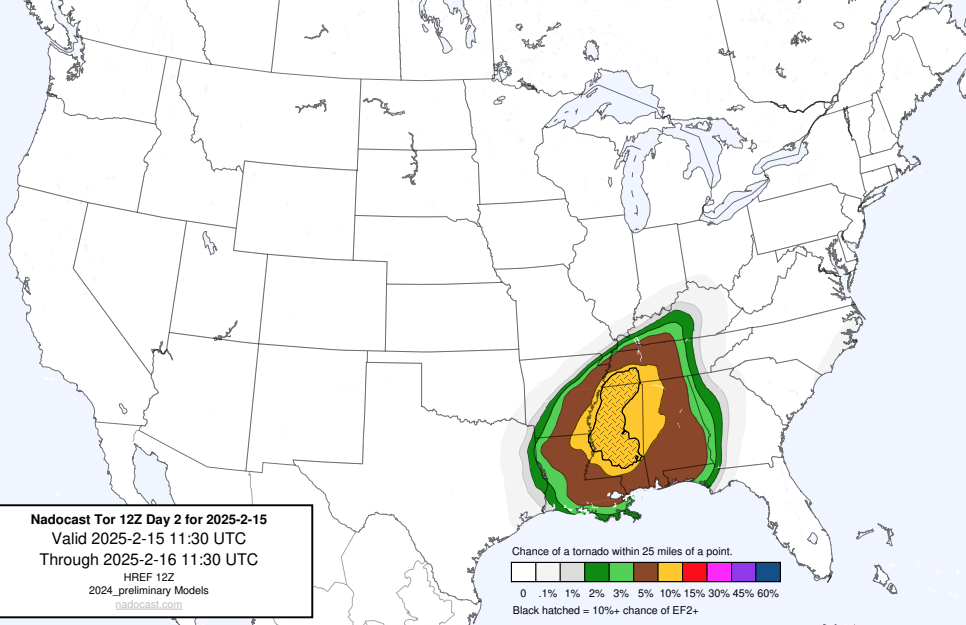 Nadocast Tor 12Z Day 2 for 2025-2-15
Valid 2025-2-15 11:30 UTC
Through 2025-2-16 11:30 UTC
HREF 12Z
2024_preliminary Models
nadocast.com
Chance of a tornado within 25 miles of a point.
0 .1% 1% 2% 3% 5% 10% 15% 30% 45% 60%
Black hatched = 10%+ chance of EF2+